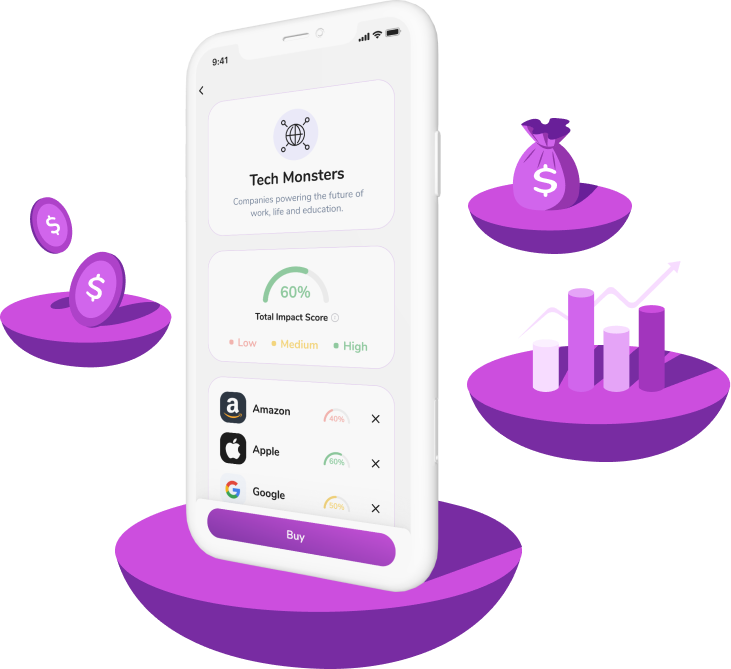 9:41
Tech Monsters
Companies powering the future of
work, life and education.
60%
Total Impact Score
Low Medium High
Amazon 40%
Apple 60%
Google 50%
Buy
$
$
$